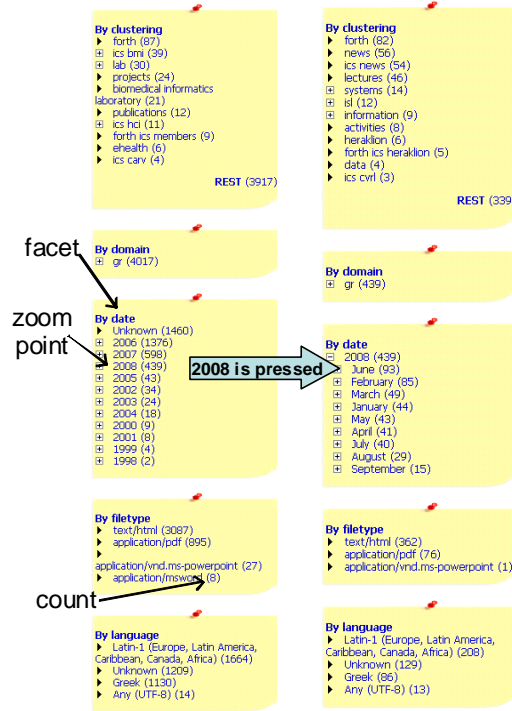 By clustering
forth (87)
ics bmi (39)
lab (30)
projects (24)
biomedical informatics
laboratory (21)
publications (12)
ics hci (11)
forth ics members (9)
ehealth (6)
ics carv (4)
REST (3917)
By domain
gr (4017)
facet
zoom
point
By date
Unknown (1460)
2006 (1376)
2007 (598)
2008 (439)
2005 (43)
2002 (34)
2003 (24)
2004 (18)
2000 (9)
2001 (8)
1999 (4)
1998 (2)
By filetype
text/html (3087)
application/pdf (895)
application/vnd.ms-powerpoint (27)
application/msword (8)
count
By language
Latin-1 (Europe, Latin America,
Caribbean, Canada, Africa) (1664)
Unknown (1209)
Greek (1130)
Any (UTF-8) (14)
2008 is pressed
By clustering
forth (82)
news (56)
ics news (54)
lectures (46)
systems (14)
isl (12)
information (9)
activities (8)
heraklion (6)
forth ics heraklion (5)
data (4)
ics cvrl (3)
REST (339
By domain
gr (439)
By date
2008 (439)
June (93)
February (85)
March (49)
January (44)
May (43)
April (41)
July (40)
August (29)
September (15)
By filetype
text/html (362)
application/pdf (76)
application/vnd.ms-powerpoint (1)
By language
Latin-1 (Europe, Latin America,
Caribbean, Canada, Africa) (208)
Unknown (129)
Greek (86)
Any (UTF-8) (13)